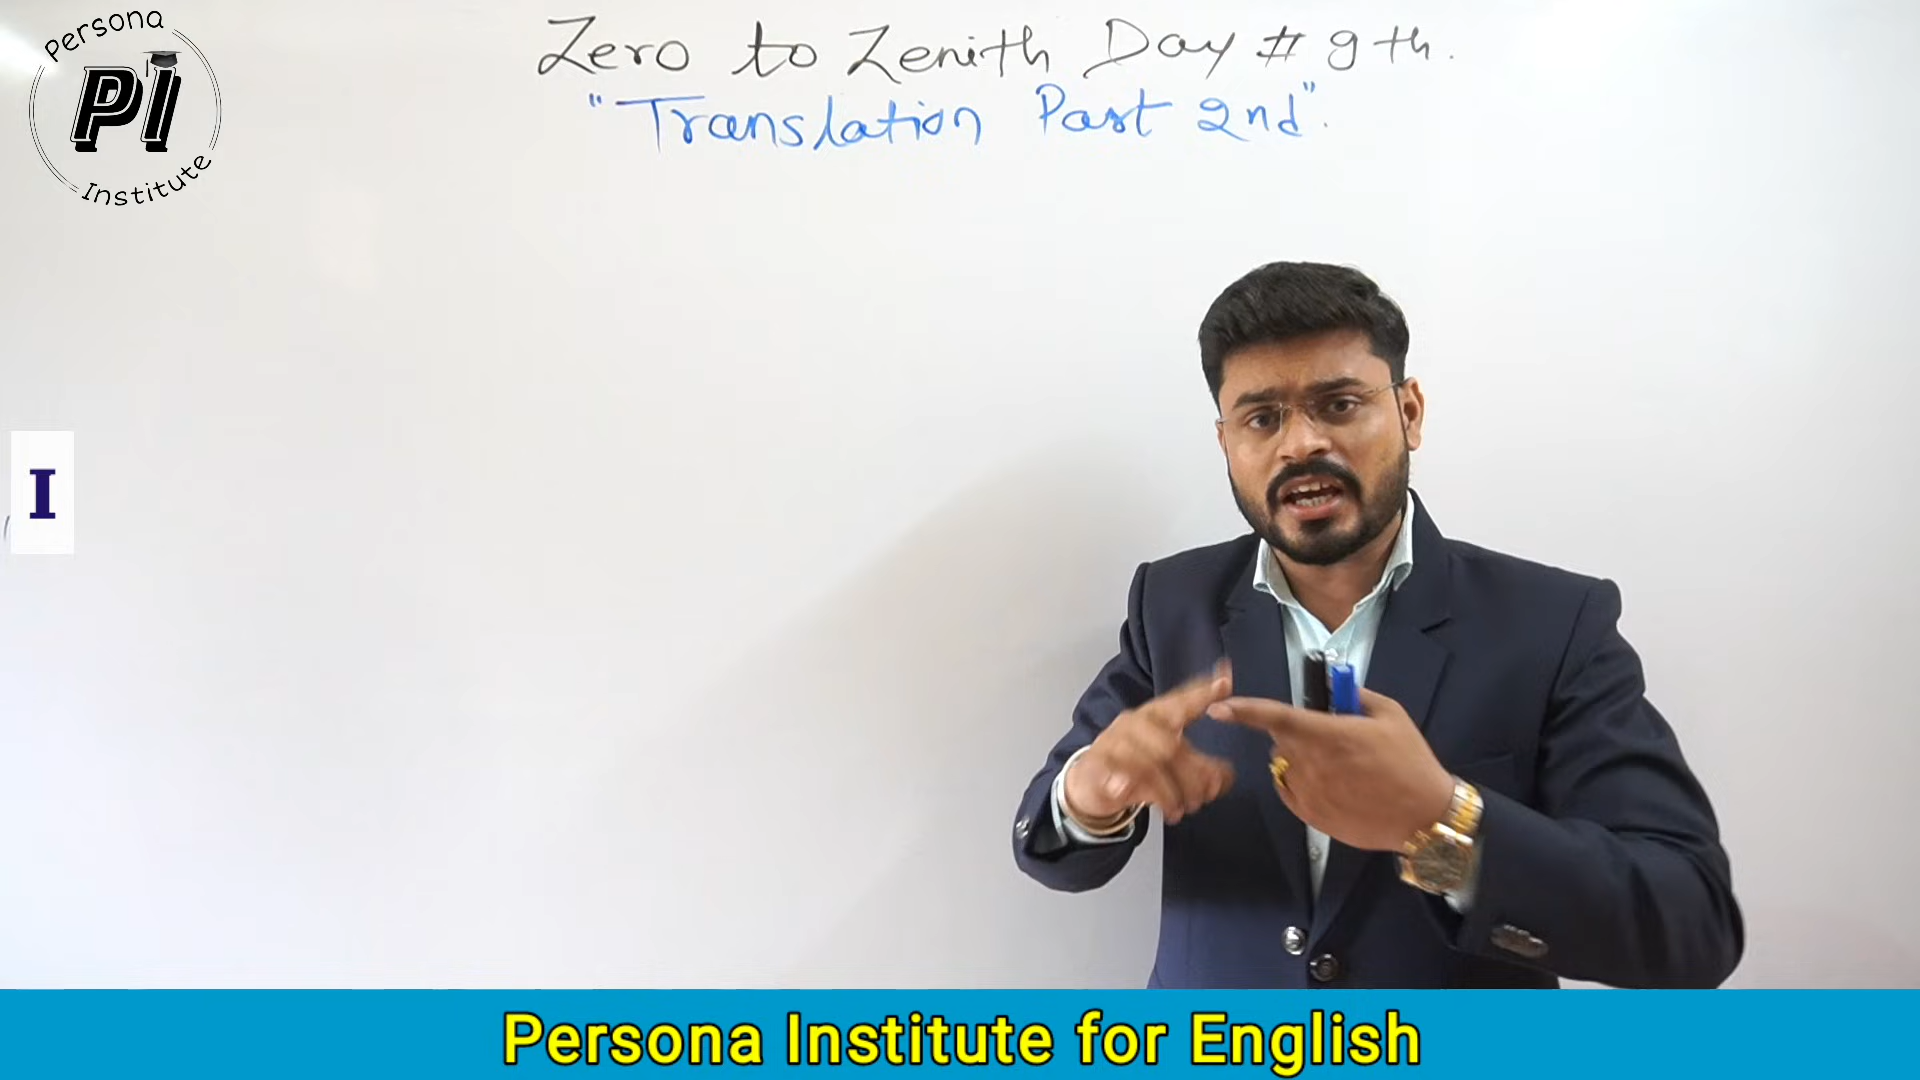 Persona
PI
Institute
Zero to Zenith Day # 9th.
"Translation Part 2nd".
I
Persona Institute for English